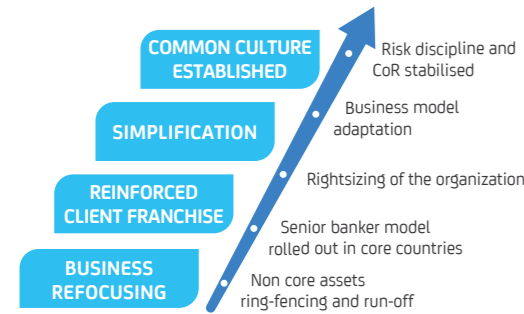 COMMON CULTURE
ESTABLISHED
Risk discipline and
CoR stabilised
SIMPLIFICATION
Business model
adaptation
Rightsizing of the organization
REINFORCED
CLIENT FRANCHISE
Senior banker model
rolled out in core countries
BUSINESS
REFOCUSING
Non core assets
ring-fencing and run-off